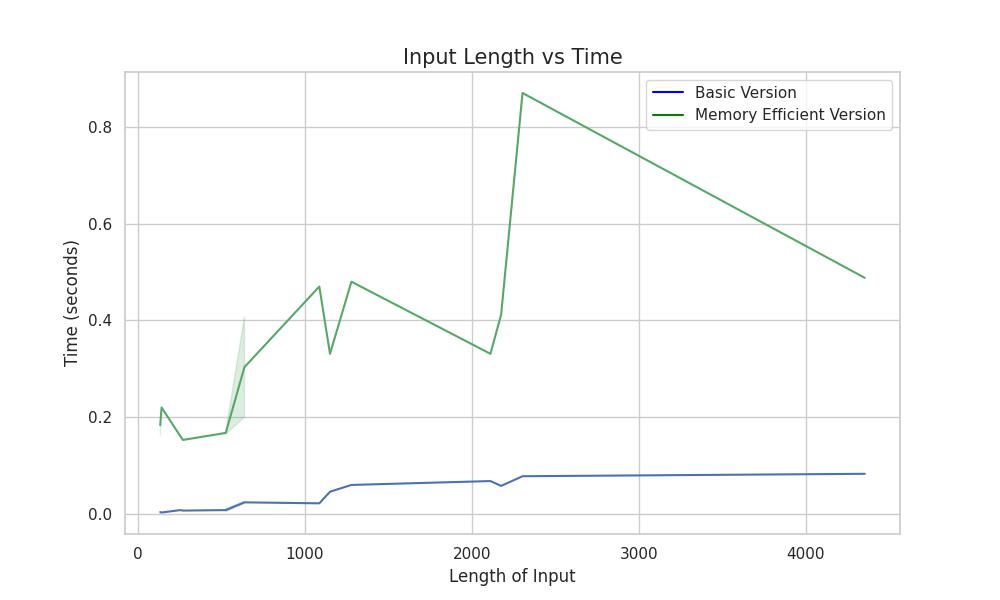 Input Length vs Time
Basic Version
Memory Efficient Version
Time (seconds)
0.8
0.6
0.4
0.2
0.0
0 1000 2000 3000 4000
Length of Input